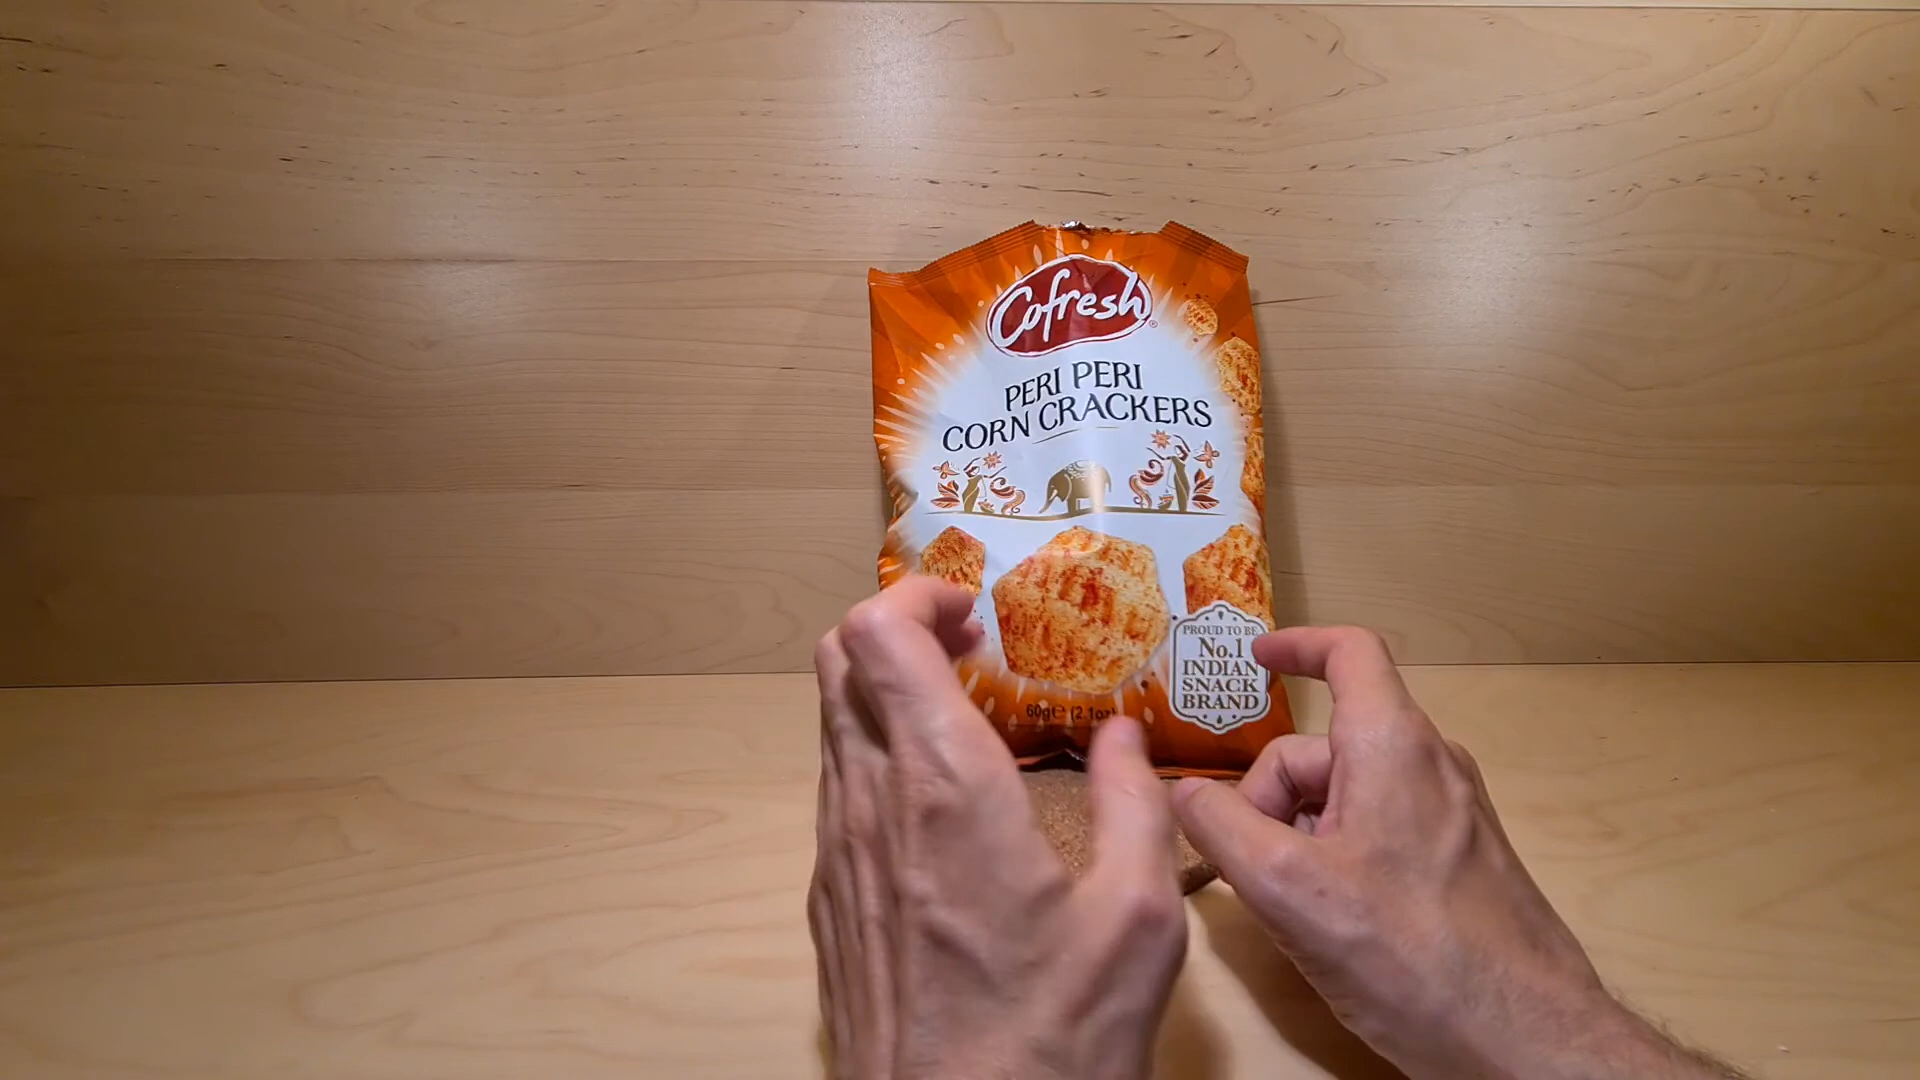 Cofresh®
PERI PERI
CORN CRACKERS
PROUD TO BE
No.1
INDIAN
SNACK
BRAND
60g℮ (2.1oz)